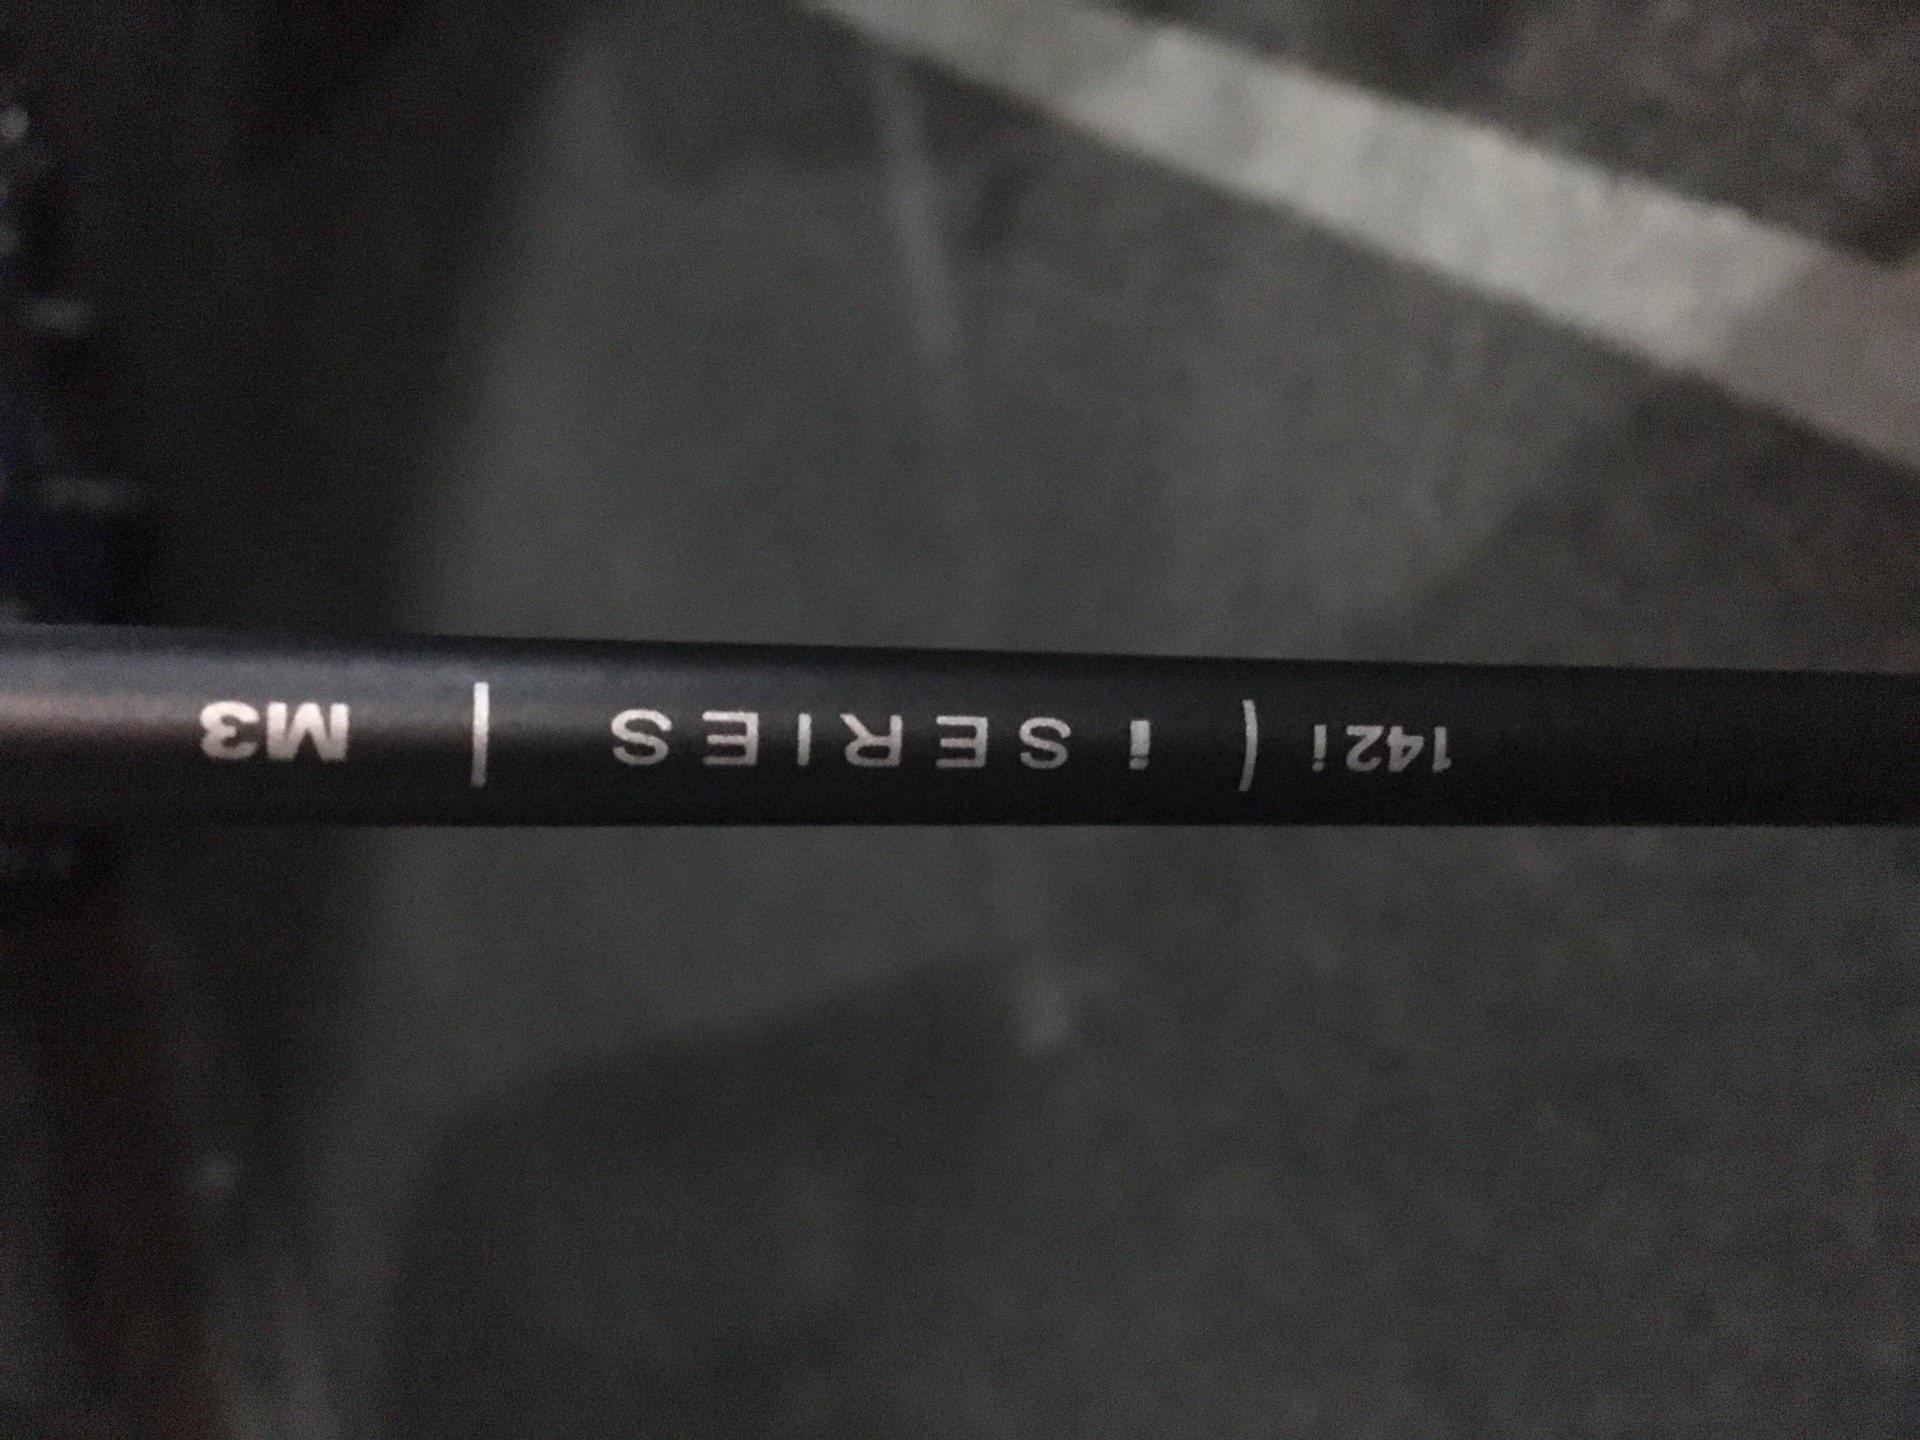 142i | i SERIES | M3